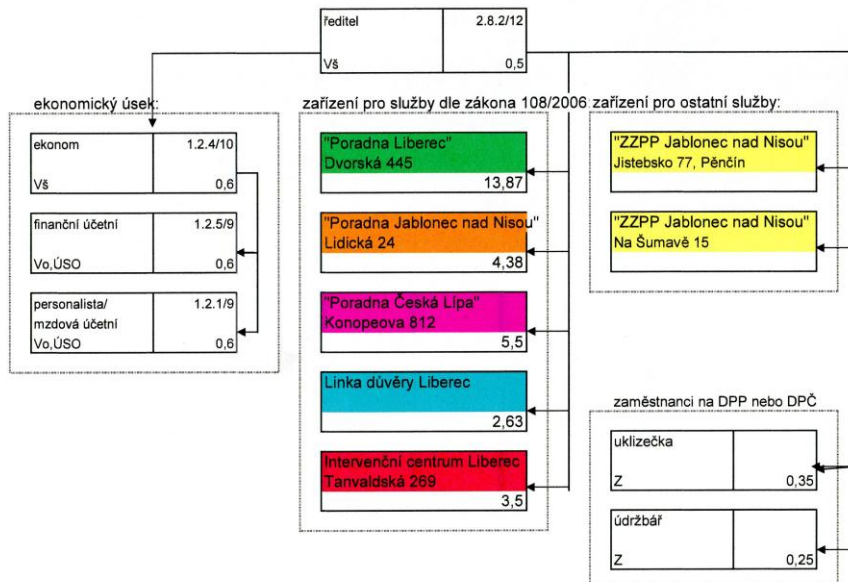 ředitel 2.8.2/12
Vš 0,5
ekonomický úsek:
ekonom 1.2.4/10
Vš 0,6
finanční účetní 1.2.5/9
Vo,ÚSO 0,6
personalista/ 1.2.1/9
mzdová účetní
Vo,ÚSO 0,6
zařízení pro služby dle zákona 108/2006:
"Poradna Liberec"
Dvorská 445
13,87
"Poradna Jablonec nad Nisou"
Lidická 24
4,38
"Poradna Česká Lípa"
Konopeova 812
5,5
Linka důvěry Liberec
2,63
Intervenční centrum Liberec
Tanvaldská 269
3,5
zařízení pro ostatní služby:
"ZZPP Jablonec nad Nisou"
Jistebsko 77, Pěnčín
"ZZPP Jablonec nad Nisou"
Na Šumavě 15
zaměstnanci na DPP nebo DPČ
uklizečka
Z 0,35
údržbář
Z 0,25